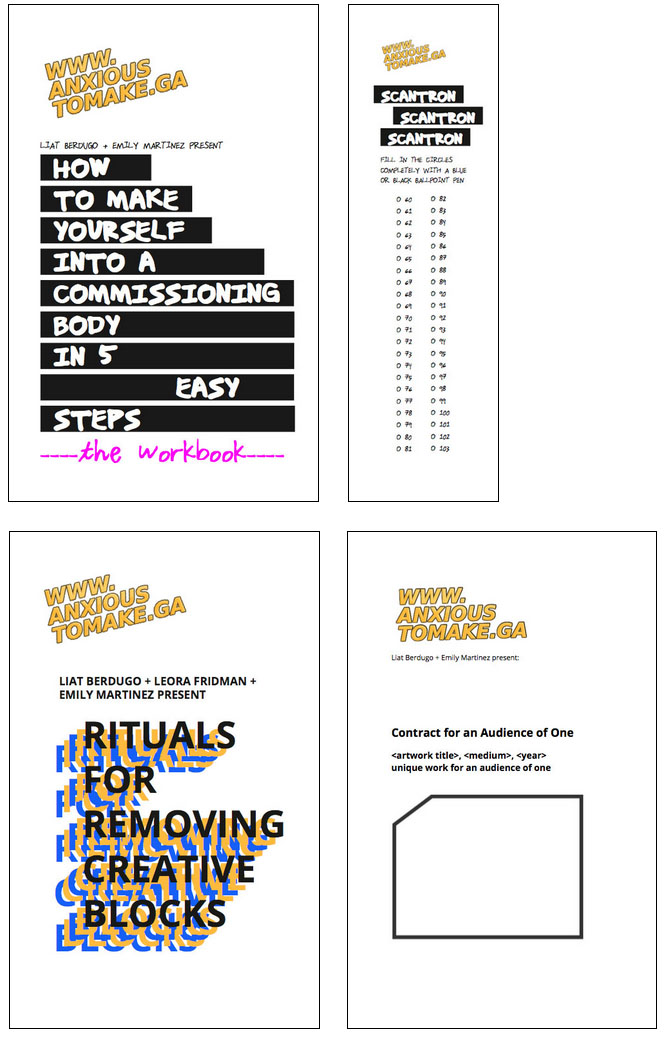 WWW.
ANXIOUS
TOMAKE.GA
LIAT BERDUGO + EMILY MARTINEZ PRESENT
HOW
TO MAKE
YOURSELF
INTO A
COMMISSIONING
BODY
IN 5
EASY
STEPS
----the workbook----
WWW.
ANXIOUS
TOMAKE.GA
SCANTRON
SCANTRON
SCANTRON
FILL IN THE CIRCLES
COMPLETELY WITH A BLUE
OR BLACK BALLPOINT PEN
O 60 O 82
O 61 O 83
O 62 O 84
O 63 O 85
O 64 O 86
O 65 O 87
O 66 O 88
O 67 O 89
O 68 O 90
O 69 O 91
O 70 O 92
O 71 O 93
O 72 O 94
O 73 O 95
O 74 O 96
O 75 O 97
O 76 O 98
O 77 O 99
O 78 O 100
O 79 O 101
O 80 O 102
O 81 O 103
WWW.
ANXIOUS
TOMAKE.GA
LIAT BERDUGO + LEORA FRIDMAN +
EMILY MARTINEZ PRESENT
RITUALS
FOR
REMOVING
CREATIVE
BLOCKS
WWW.
ANXIOUS
TOMAKE.GA
Liat Berdugo + Emily Martinez present:
Contract for an Audience of One
<artwork title>, <medium>, <year>
unique work for an audience of one